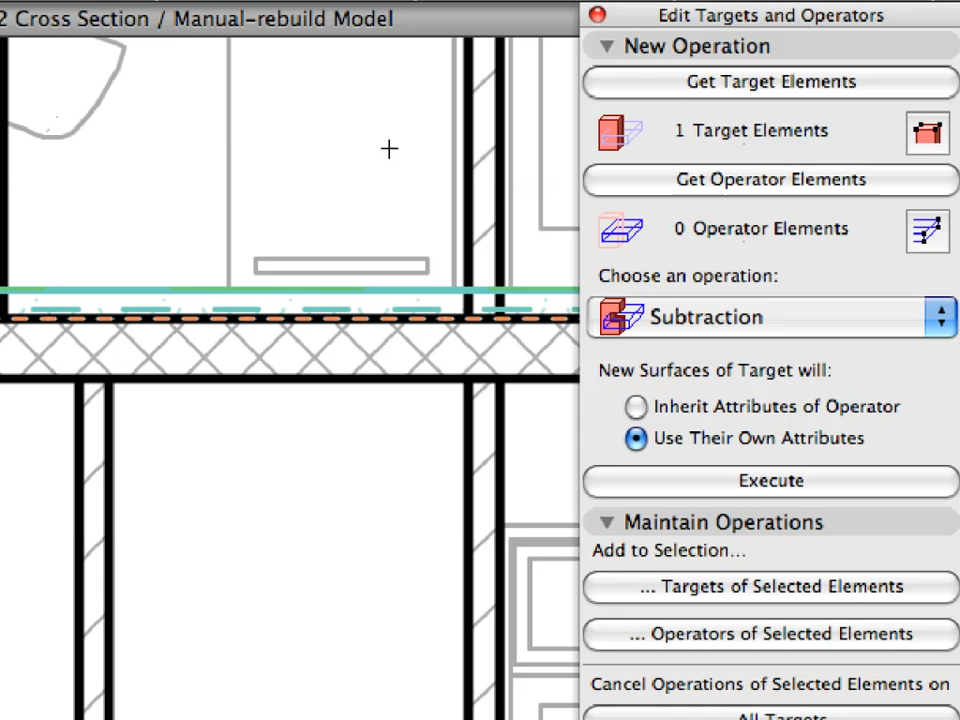 2 Cross Section / Manual-rebuild Model
Edit Targets and Operators
New Operation
Get Target Elements
1 Target Elements
Get Operator Elements
0 Operator Elements
Choose an operation:
Subtraction
New Surfaces of Target will:
Inherit Attributes of Operator
Use Their Own Attributes
Execute
Maintain Operations
Add to Selection...
... Targets of Selected Elements
... Operators of Selected Elements
Cancel Operations of Selected Elements on
All Targets